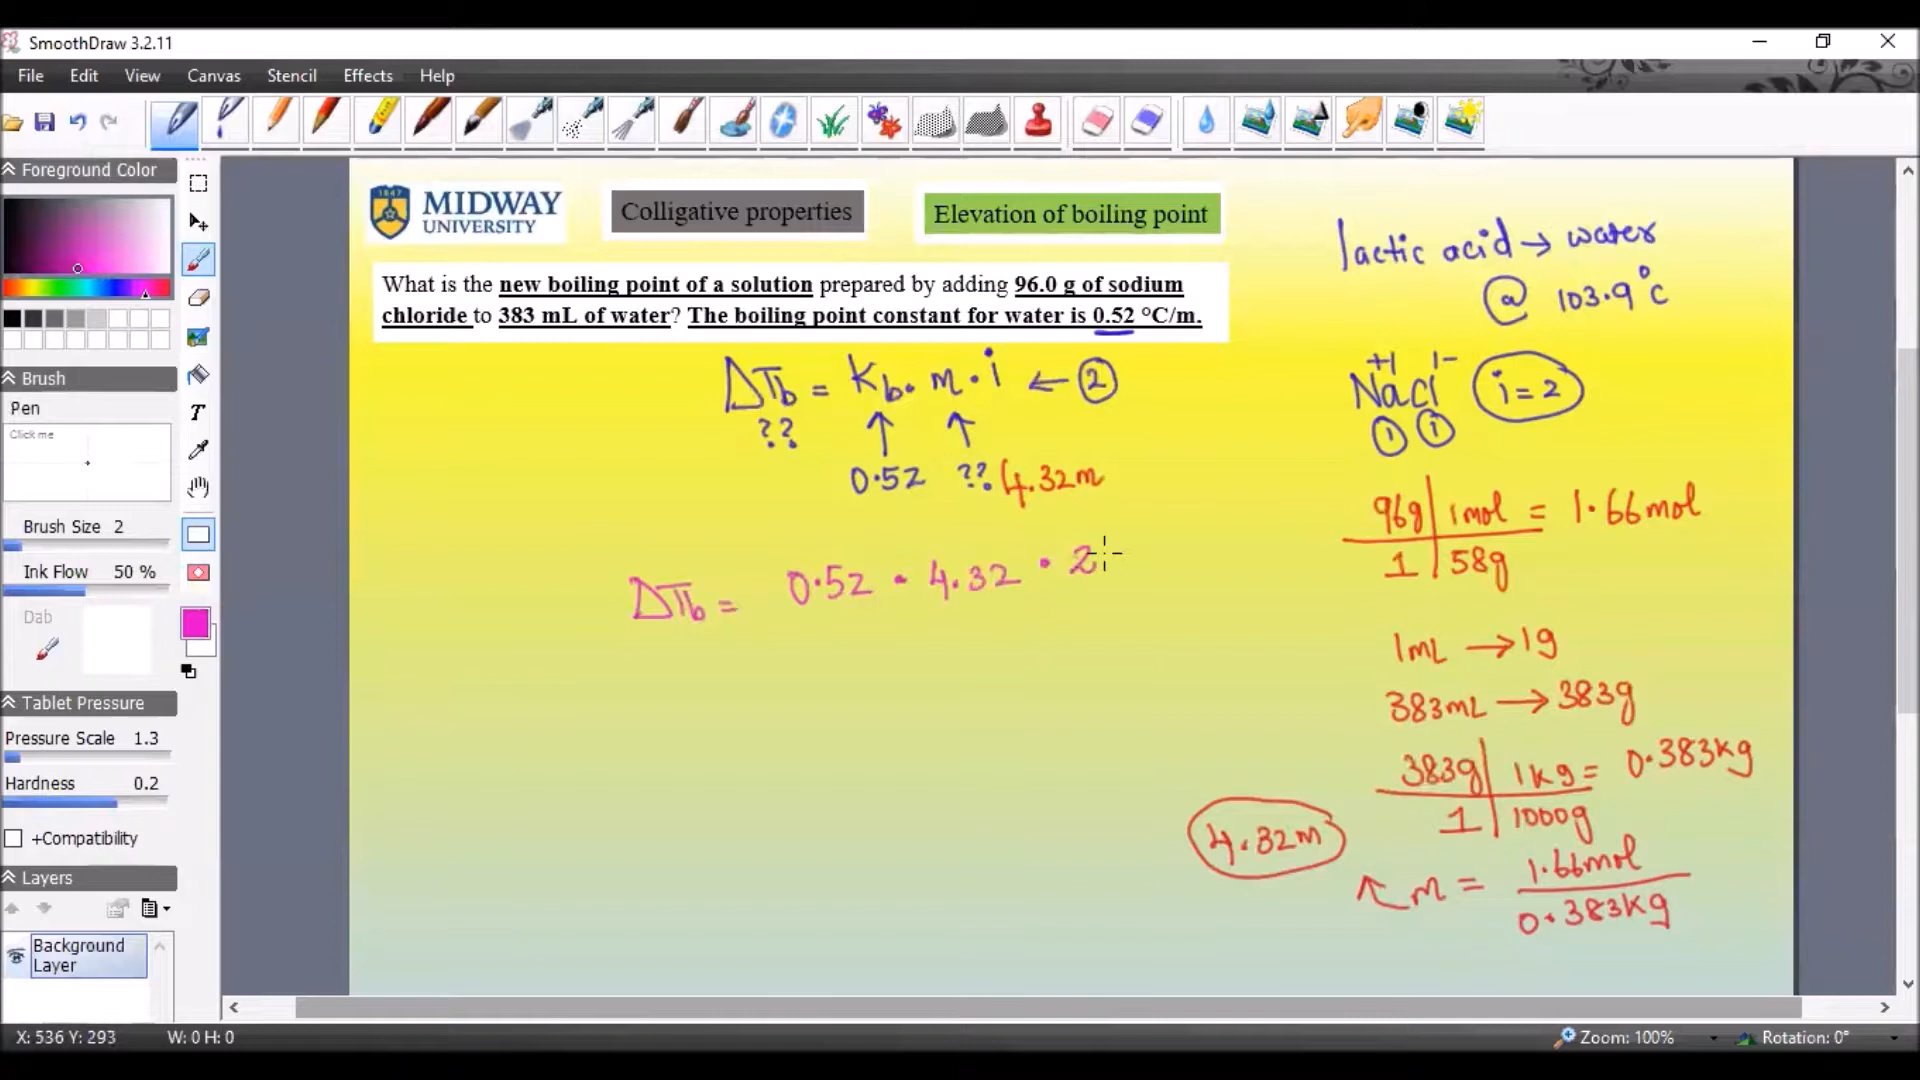 SmoothDraw 3.2.11
File Edit View Canvas Stencil Effects Help
Foreground Color
Brush
Pen
Click me
Brush Size 2
Ink Flow 50 %
Dab
Tablet Pressure
Pressure Scale 1.3
Hardness 0.2
+Compatibility
Layers
Background
Layer
T
1847
MIDWAY
UNIVERSITY
Colligative properties
Elevation of boiling point
What is the new boiling point of a solution prepared by adding 96.0 g of sodium
chloride to 383 mL of water? The boiling point constant for water is 0.52 °C/m.
ΔTb = Kb · m · i ← 2
?? ↑ ↑
0.52 ?? 4.32m
ΔTb = 0.52 · 4.32 · 2
lactic acid → water
@ 103.9°C
+1 1-
NaCl i = 2
1 1
96g | 1mol = 1.66mol
1 | 58g
1mL → 1g
383mL → 383g
383g | 1kg = 0.383kg
1 | 1000g
4.32m
m = 1.66mol
0.383kg
X: 536 Y: 293 W: 0 H: 0 Zoom: 100% Rotation: 0°